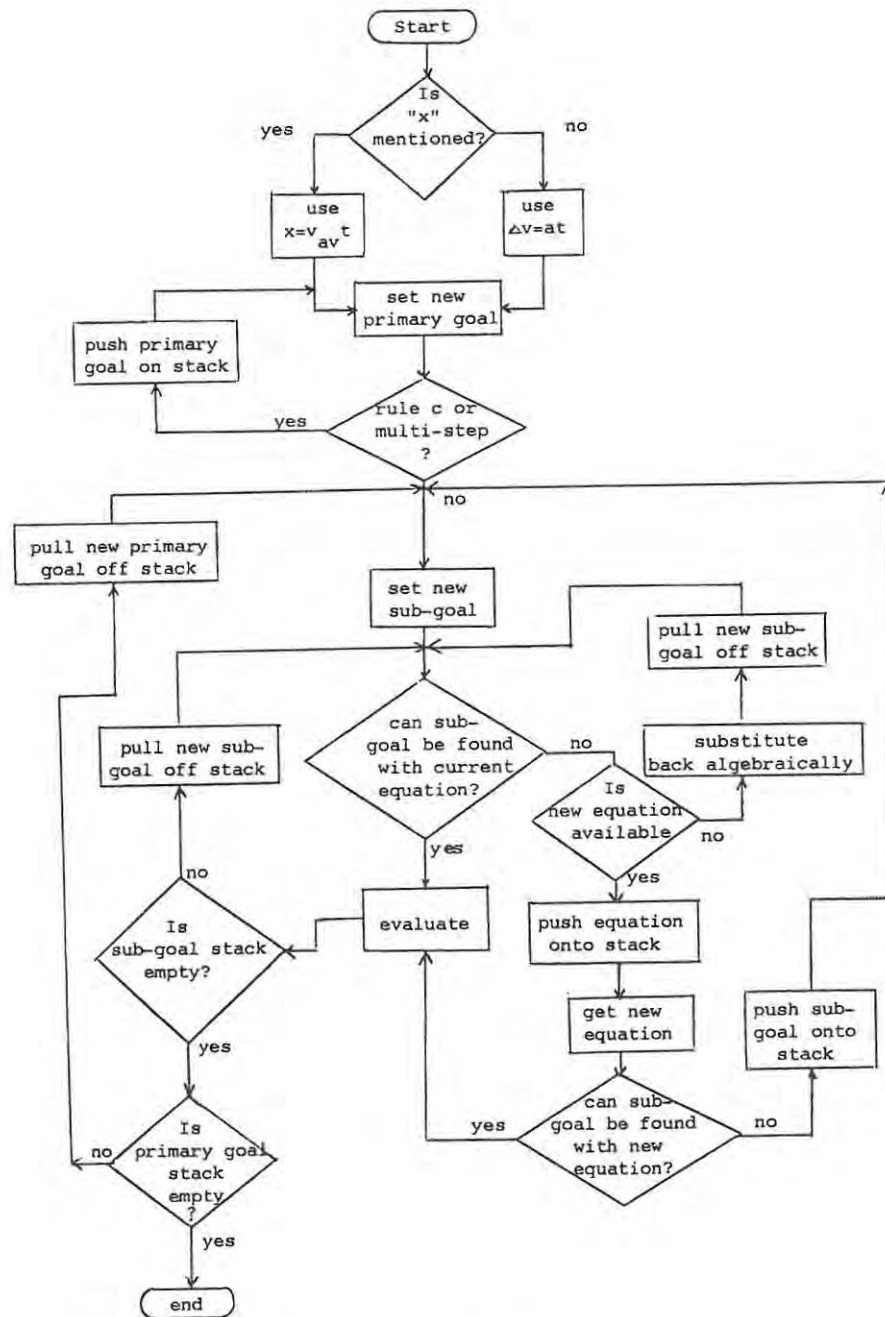 Start
Is
"x"
mentioned?
yes
no
use
x=v_av t
use
△v=at
set new
primary goal
push primary
goal on stack
rule c or
multi-step
?
yes
no
pull new primary
goal off stack
set new
sub-goal
pull new sub-
goal off stack
can sub-
goal be found
with current
equation?
no
pull new sub-
goal off stack
substitute
back algebraically
Is
new equation
available
no
yes
yes
no
Is
sub-goal stack
empty?
evaluate
push equation
onto stack
get new
equation
push sub-
goal onto
stack
yes
can sub-
goal be found
with new
equation?
yes
no
Is
primary goal
stack
empty
?
no
yes
end